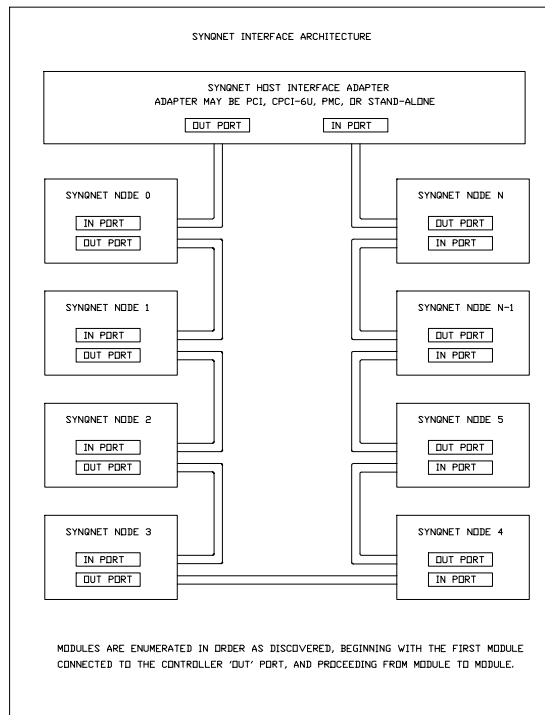 SYNQNET INTERFACE ARCHITECTURE
SYNQNET HOST INTERFACE ADAPTER
ADAPTER MAY BE PCI, CPCI-6U, PMC, OR STAND-ALONE
OUT PORT
IN PORT
SYNQNET NODE 0
IN PORT
OUT PORT
SYNQNET NODE N
OUT PORT
IN PORT
SYNQNET NODE 1
IN PORT
OUT PORT
SYNQNET NODE N-1
OUT PORT
IN PORT
SYNQNET NODE 2
IN PORT
OUT PORT
SYNQNET NODE 5
OUT PORT
IN PORT
SYNQNET NODE 3
IN PORT
OUT PORT
SYNQNET NODE 4
OUT PORT
IN PORT
MODULES ARE ENUMERATED IN ORDER AS DISCOVERED, BEGINNING WITH THE FIRST MODULE
CONNECTED TO THE CONTROLLER 'OUT' PORT, AND PROCEEDING FROM MODULE TO MODULE.